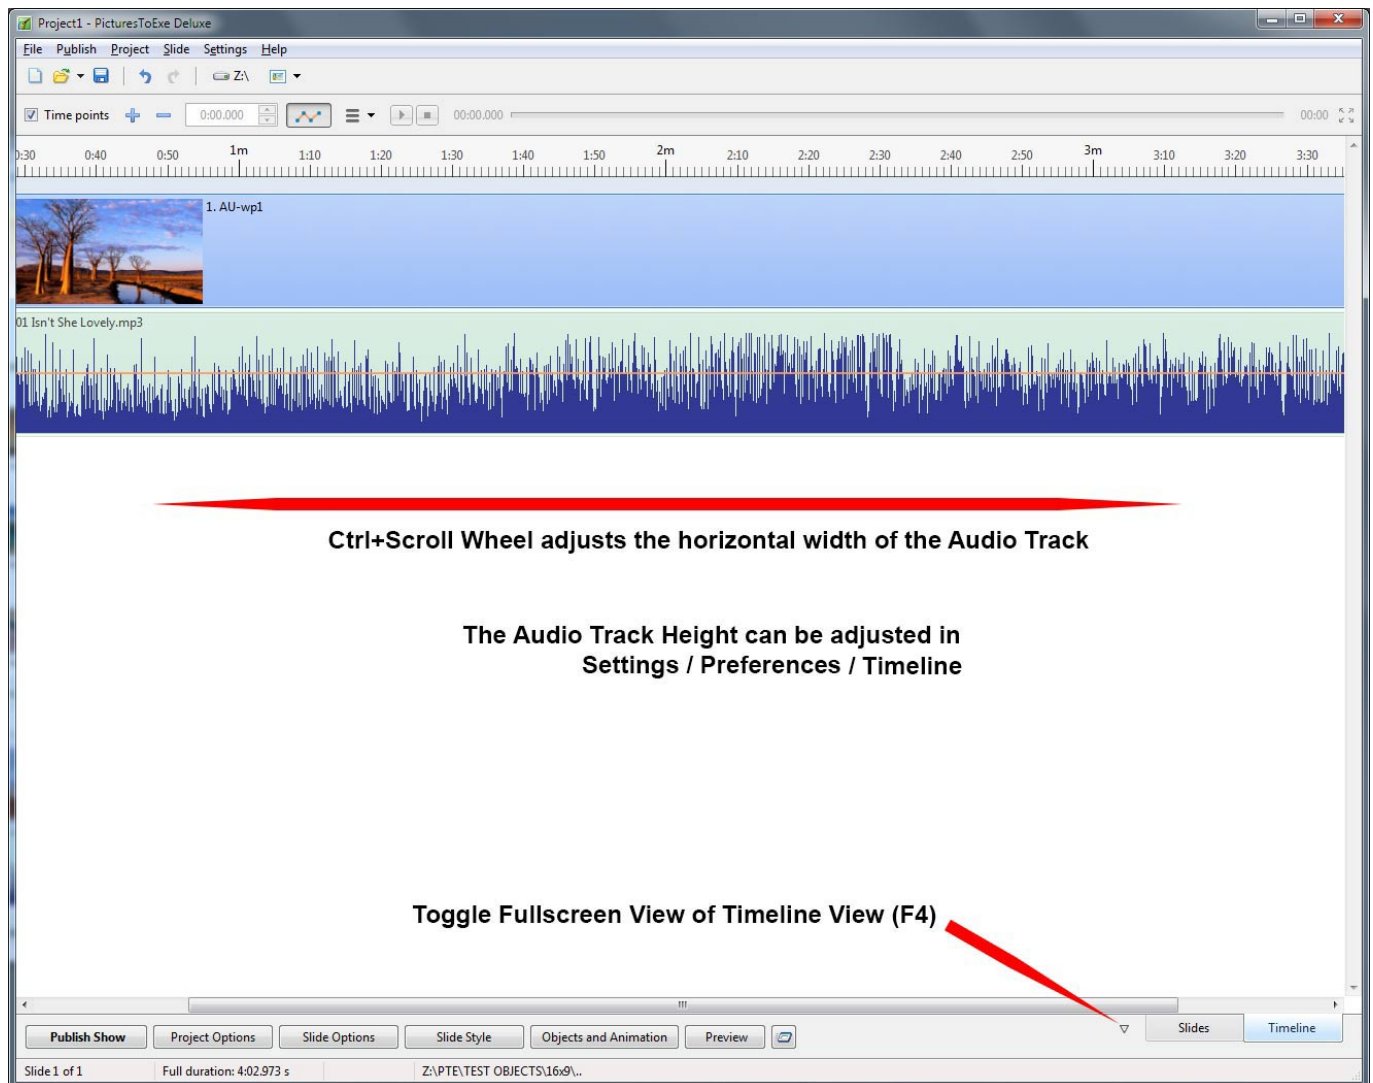 Project1 - PicturesToExe Deluxe
File Publish Project Slide Settings Help
Z:\
Time points 0:00.000 00:00.000 00:00
0:30 0:40 0:50 1m 1:10 1:20 1:30 1:40 1:50 2m 2:10 2:20 2:30 2:40 2:50 3m 3:10 3:20 3:30
1. AU-wp1
01 Isn't She Lovely.mp3
Ctrl+Scroll Wheel adjusts the horizontal width of the Audio Track
The Audio Track Height can be adjusted in
Settings / Preferences / Timeline
Toggle Fullscreen View of Timeline View (F4)
Publish Show Project Options Slide Options Slide Style Objects and Animation Preview Slides Timeline
Slide 1 of 1 Full duration: 4:02.973 s Z:\PTE\TEST OBJECTS\16x9\..